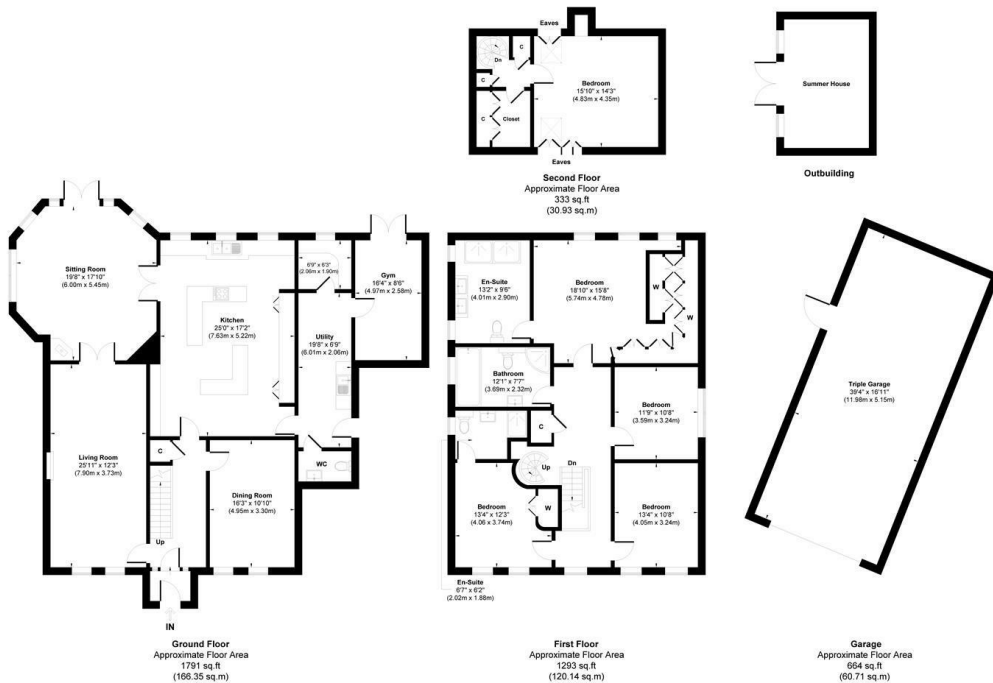 Eaves
C
Dn
C
C
Closet
Bedroom
15'10" x 14'3"
(4.83m x 4.35m)
Eaves
Second Floor
Approximate Floor Area
333 sq.ft
(30.93 sq.m)
Summer House
Outbuilding
Sitting Room
19'8" x 17'10"
(6.00m x 5.45m)
Kitchen
25'0" x 17'2"
(7.63m x 5.22m)
6'9" x 6'3"
(2.06m x 1.90m)
Gym
16'4" x 8'6"
(4.97m x 2.58m)
Utility
19'8" x 6'9"
(6.01m x 2.06m)
Living Room
25'11" x 12'3"
(7.90m x 3.73m)
C
Dining Room
16'3" x 10'10"
(4.95m x 3.30m)
WC
Up
IN
Ground Floor
Approximate Floor Area
1791 sq.ft
(166.35 sq.m)
En-Suite
13'2" x 9'6"
(4.01m x 2.90m)
Bedroom
18'10" x 15'8"
(5.74m x 4.78m)
W
W
Bathroom
12'1" x 7'7"
(3.69m x 2.32m)
Bedroom
11'9" x 10'8"
(3.59m x 3.24m)
C
Up
Dn
W
Bedroom
13'4" x 12'3"
(4.06 x 3.74m)
Bedroom
13'4" x 10'8"
(4.05m x 3.24m)
En-Suite
6'7" x 6'2"
(2.02m x 1.88m)
First Floor
Approximate Floor Area
1293 sq.ft
(120.14 sq.m)
Triple Garage
39'4" x 16'11"
(11.98m x 5.15m)
Garage
Approximate Floor Area
664 sq.ft
(60.71 sq.m)